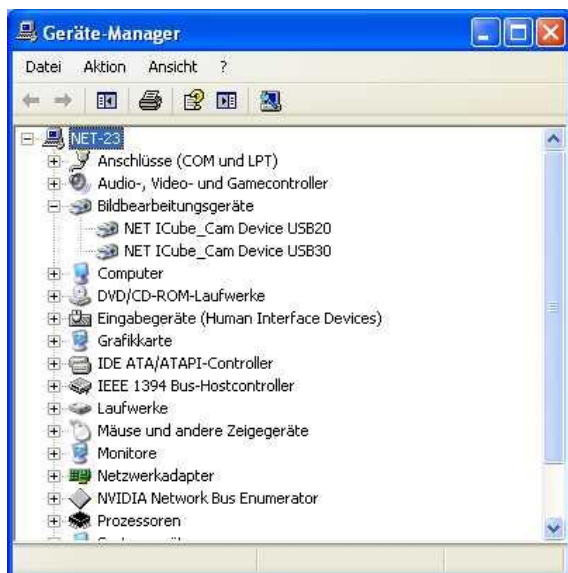 Geräte-Manager
Datei Aktion Ansicht ?
NET-23
Anschlüsse (COM und LPT)
Audio-, Video- und Gamecontroller
Bildbearbeitungsgeräte
NET ICube_Cam Device USB20
NET ICube_Cam Device USB30
Computer
DVD/CD-ROM-Laufwerke
Eingabegeräte (Human Interface Devices)
Grafikkarte
IDE ATA/ATAPI-Controller
IEEE 1394 Bus-Hostcontroller
Laufwerke
Mäuse und andere Zeigegeräte
Monitore
Netzwerkadapter
NVIDIA Network Bus Enumerator
Prozessoren